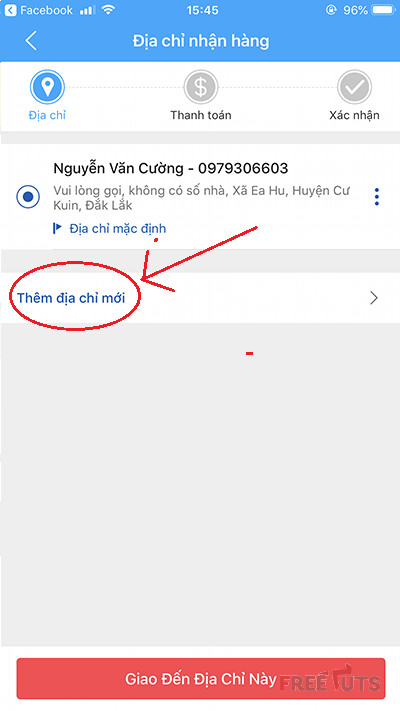 Facebook 15:45 96%
Địa chỉ nhận hàng
$
Địa chỉ Thanh toán Xác nhận
Nguyễn Văn Cường - 0979306603
Vui lòng gọi, không có số nhà, Xã Ea Hu, Huyện Cư
Kuin, Đắk Lắk
Địa chỉ mặc định
Thêm địa chỉ mới
Giao Đến Địa Chỉ Này
FREETUTS